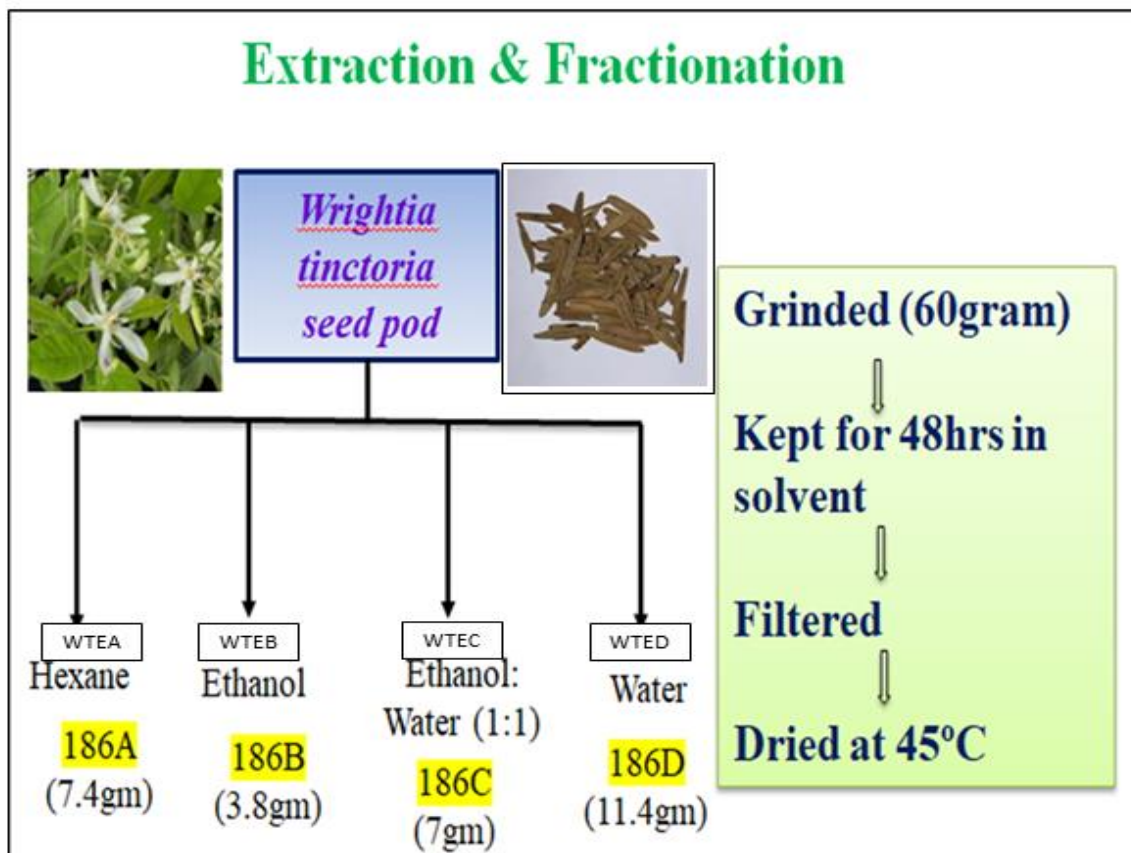 Extraction & Fractionation
Wrightia
tinctoria
seed pod
WTEA
Hexane
186A
(7.4gm)
WTEB
Ethanol
186B
(3.8gm)
WTEC
Ethanol:
Water (1:1)
186C
(7gm)
WTED
Water
186D
(11.4gm)
Grinded (60gram)
Kept for 48hrs in
solvent
Filtered
Dried at 45ºC